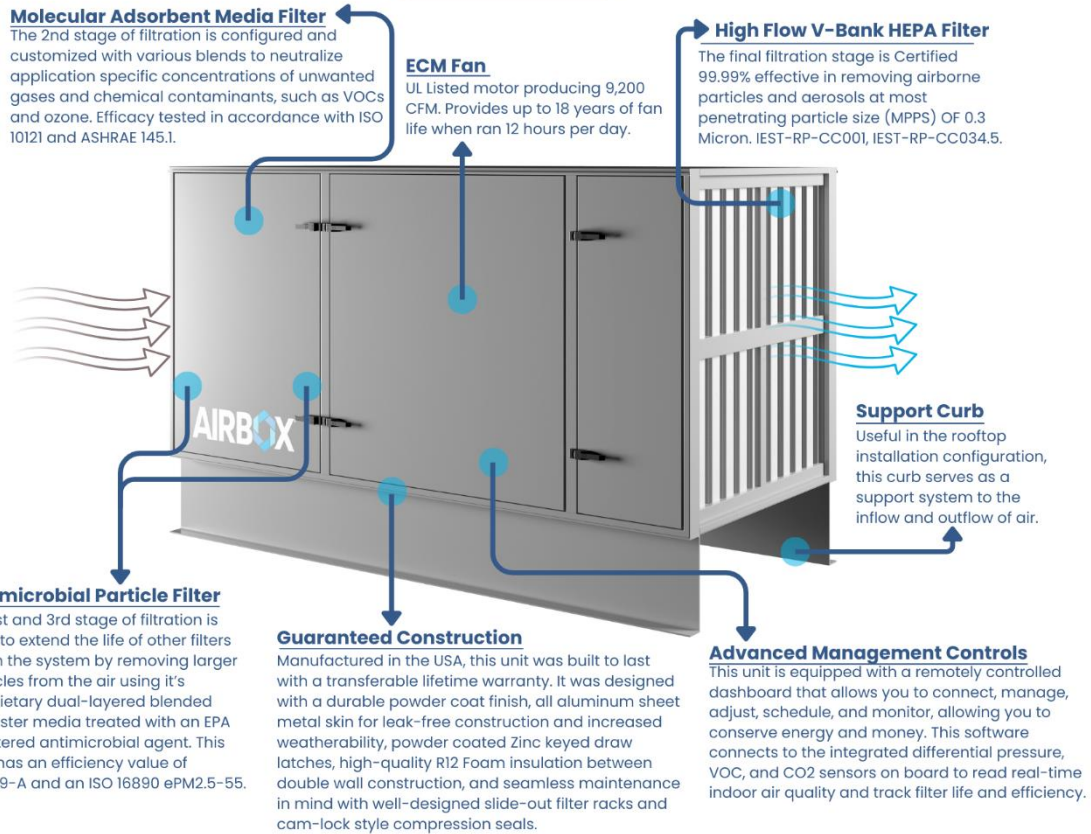 Molecular Adsorbent Media Filter
The 2nd stage of filtration is configured and
customized with various blends to neutralize
application specific concentrations of unwanted
gases and chemical contaminants, such as VOCs
and ozone. Efficacy tested in accordance with ISO
10121 and ASHRAE 145.1.
ECM Fan
UL Listed motor producing 9,200
CFM. Provides up to 18 years of fan
life when ran 12 hours per day.
High Flow V-Bank HEPA Filter
The final filtration stage is Certified
99.99% effective in removing airborne
particles and aerosols at most
penetrating particle size (MPPS) OF 0.3
Micron. IEST-RP-CC001, IEST-RP-CC034.5.
AIRBOX
Support Curb
Useful in the rooftop
installation configuration,
this curb serves as a
support system to the
inflow and outflow of air.
microbial Particle Filter
st and 3rd stage of filtration is
to extend the life of other filters
the system by removing larger
cles from the air using it's
ietary dual-layered blended
ster media treated with an EPA
tered antimicrobial agent. This
has an efficiency value of
9-A and an ISO 16890 ePM2.5-55.
Guaranteed Construction
Manufactured in the USA, this unit was built to last
with a transferable lifetime warranty. It was designed
with a durable powder coat finish, all aluminum sheet
metal skin for leak-free construction and increased
weatherability, powder coated Zinc keyed draw
latches, high-quality R12 Foam insulation between
double wall construction, and seamless maintenance
in mind with well-designed slide-out filter racks and
cam-lock style compression seals.
Advanced Management Controls
This unit is equipped with a remotely controlled
dashboard that allows you to connect, manage,
adjust, schedule, and monitor, allowing you to
conserve energy and money. This software
connects to the integrated differential pressure,
VOC, and CO2 sensors on board to read real-time
indoor air quality and track filter life and efficiency.